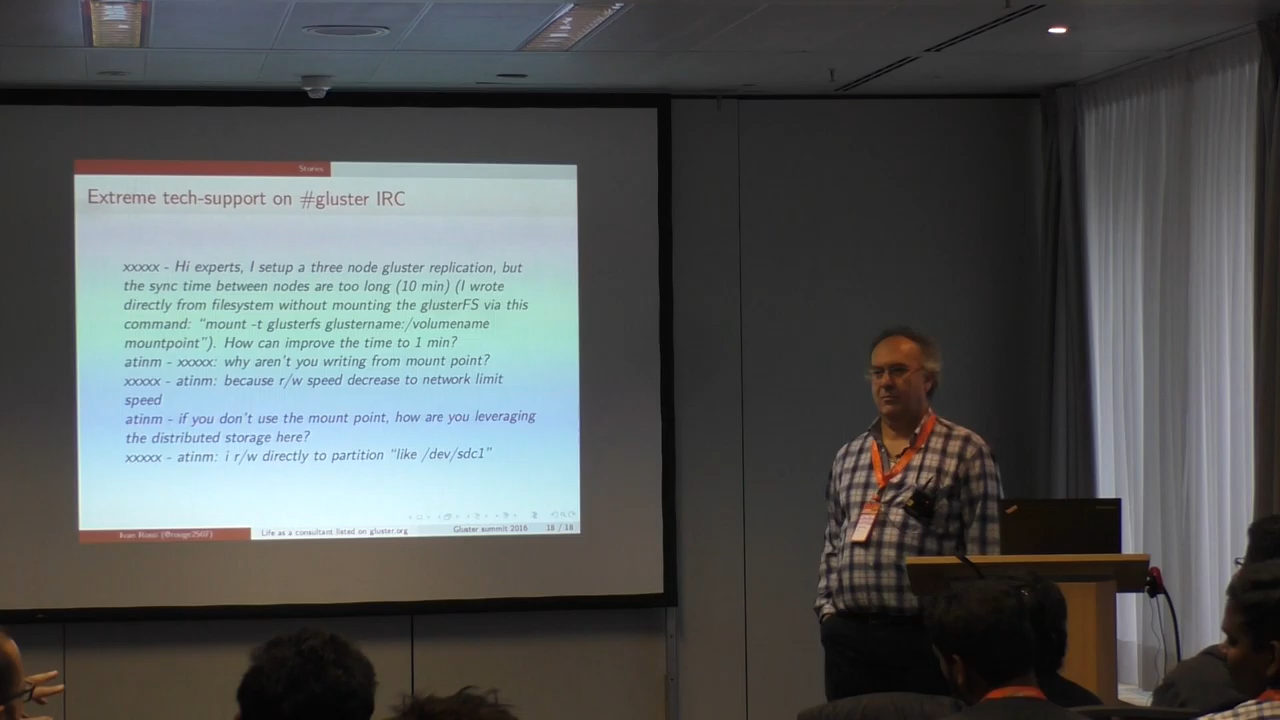 Stories
Extreme tech-support on #gluster IRC
xxxxx - Hi experts, I setup a three node gluster replication, but
the sync time between nodes are too long (10 min) (I wrote
directly from filesystem without mounting the glusterFS via this
command: “mount -t glusterfs glustername:/volumename
mountpoint”). How can improve the time to 1 min?
atinm - xxxxx: why aren't you writing from mount point?
xxxxx - atinm: because r/w speed decrease to network limit
speed
atinm - if you don't use the mount point, how are you leveraging
the distributed storage here?
xxxxx - atinm: i r/w directly to partition “like /dev/sdc1”
Ivan Rossi (@rouge2507)
Life as a consultant listed on gluster.org
Gluster summit 2016
18 / 18